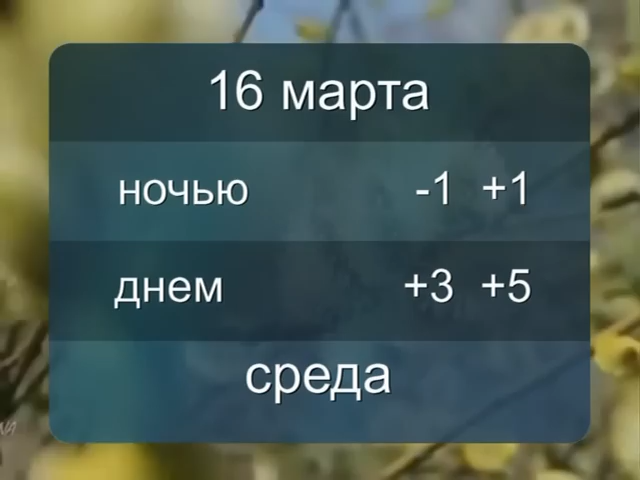 16 марта
ночью -1 +1
днем +3 +5
среда